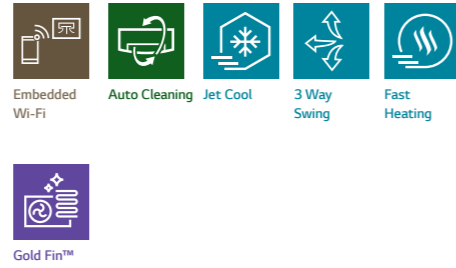 Embedded
Wi-Fi
Auto Cleaning
Jet Cool
3 Way
Swing
Fast
Heating
Gold Fin™